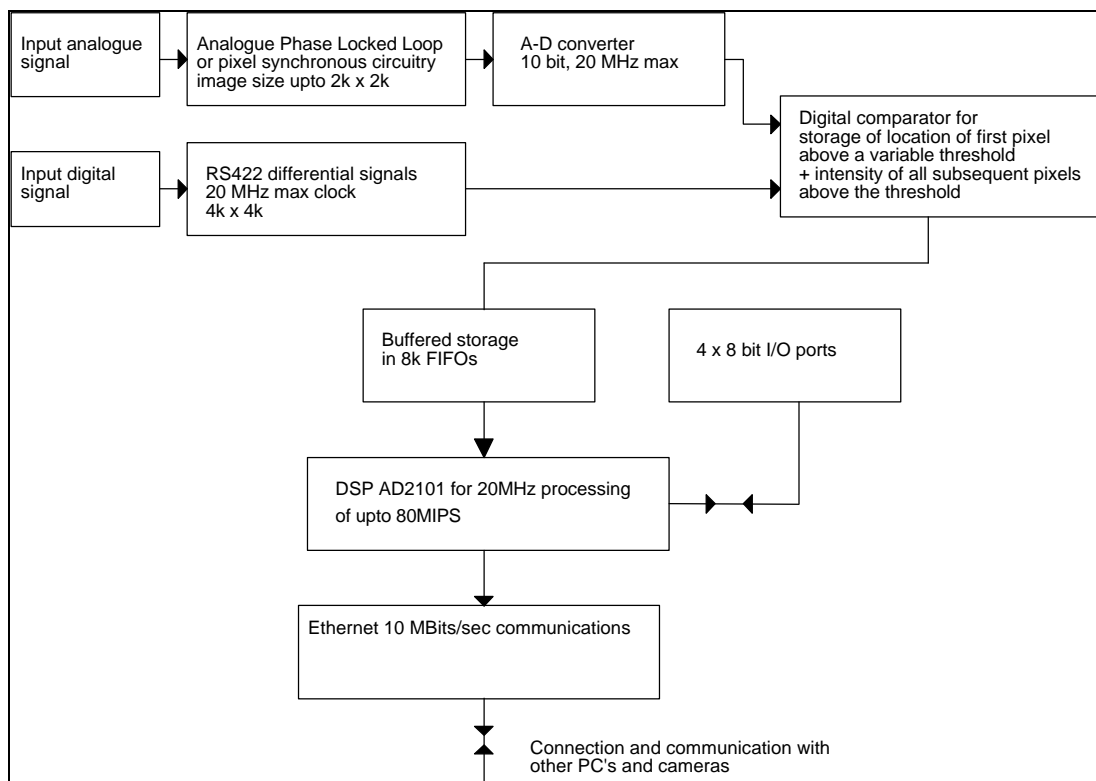 Input analogue
signal
Analogue Phase Locked Loop
or pixel synchronous circuitry
image size upto 2k x 2k
A-D converter
10 bit, 20 MHz max
Digital comparator for
storage of location of first pixel
above a variable threshold
+ intensity of all subsequent pixels
above the threshold
Input digital
signal
RS422 differential signals
20 MHz max clock
4k x 4k
Buffered storage
in 8k FIFOs
4 x 8 bit I/O ports
DSP AD2101 for 20MHz processing
of upto 80MIPS
Ethernet 10 MBits/sec communications
Connection and communication with
other PC's and cameras